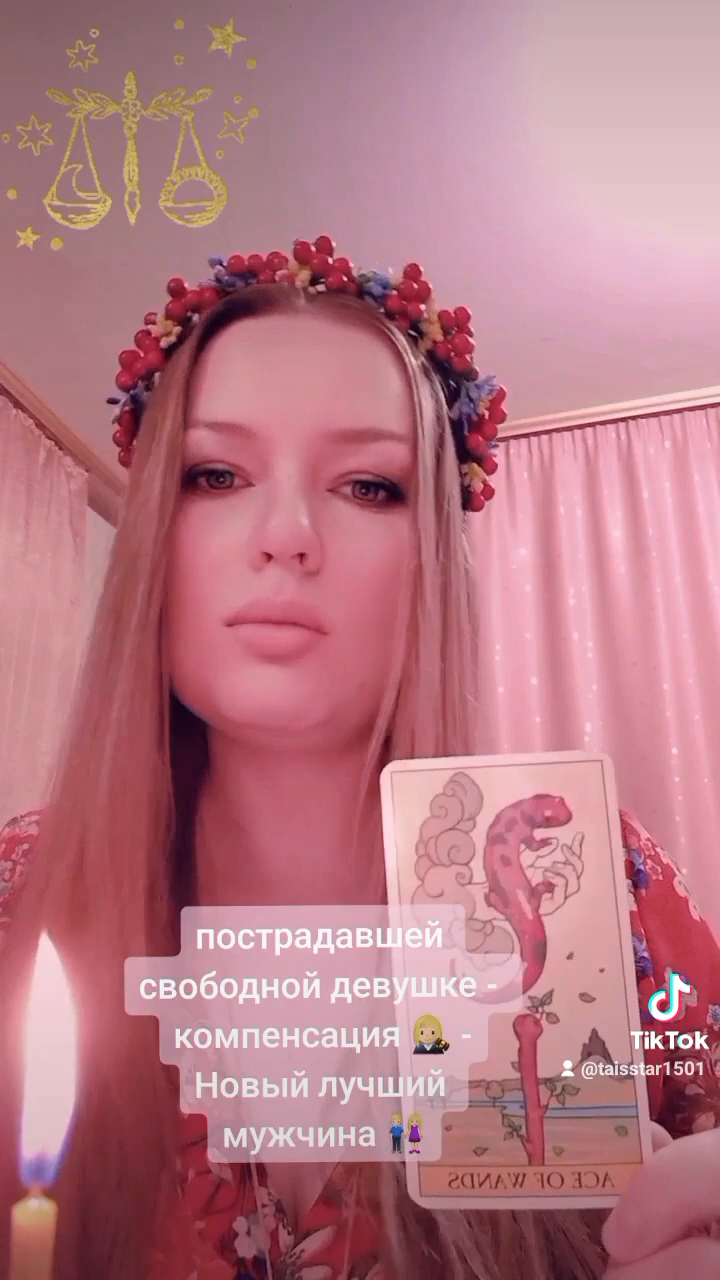 пострадавшей
свободной девушке -
компенсация 👩🏼‍⚖️ -
Новый лучший
мужчина 👫
TikTok
@taisstar1501
ACE OF WANDS